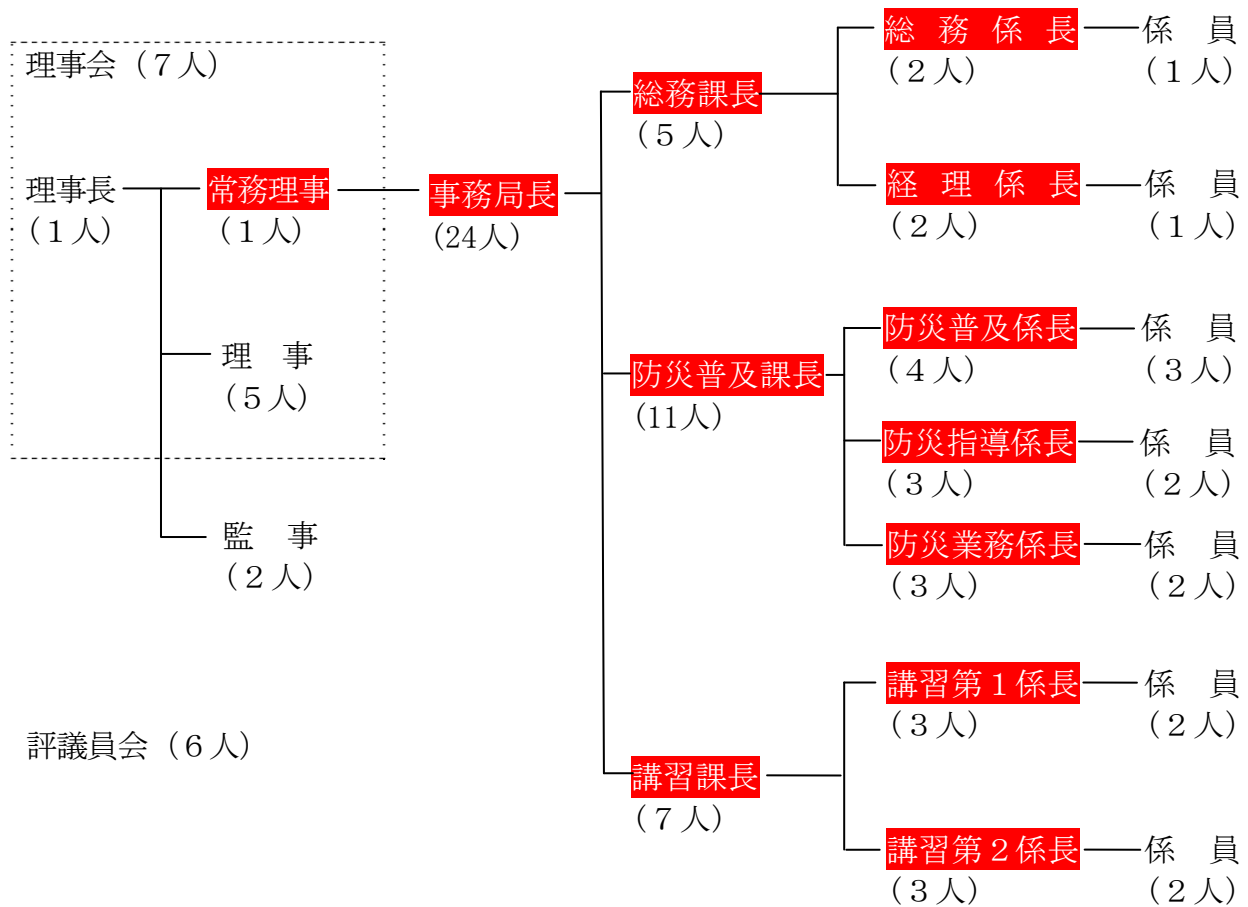 理事会（７人）
理事長
（１人）
常務理事
（１人）
理　事
（５人）
監　事
（２人）
評議員会（６人）
事務局長
(24人）
総務課長
（５人）
総　務　係　長
（２人）
係　員
（１人）
経　理　係　長
（２人）
係　員
（１人）
防災普及課長
(11人）
防災普及係長
（４人）
係　員
（３人）
防災指導係長
（３人）
係　員
（２人）
防災業務係長
（３人）
係　員
（２人）
講習課長
（７人）
講習第１係長
（３人）
係　員
（２人）
講習第２係長
（３人）
係　員
（２人）